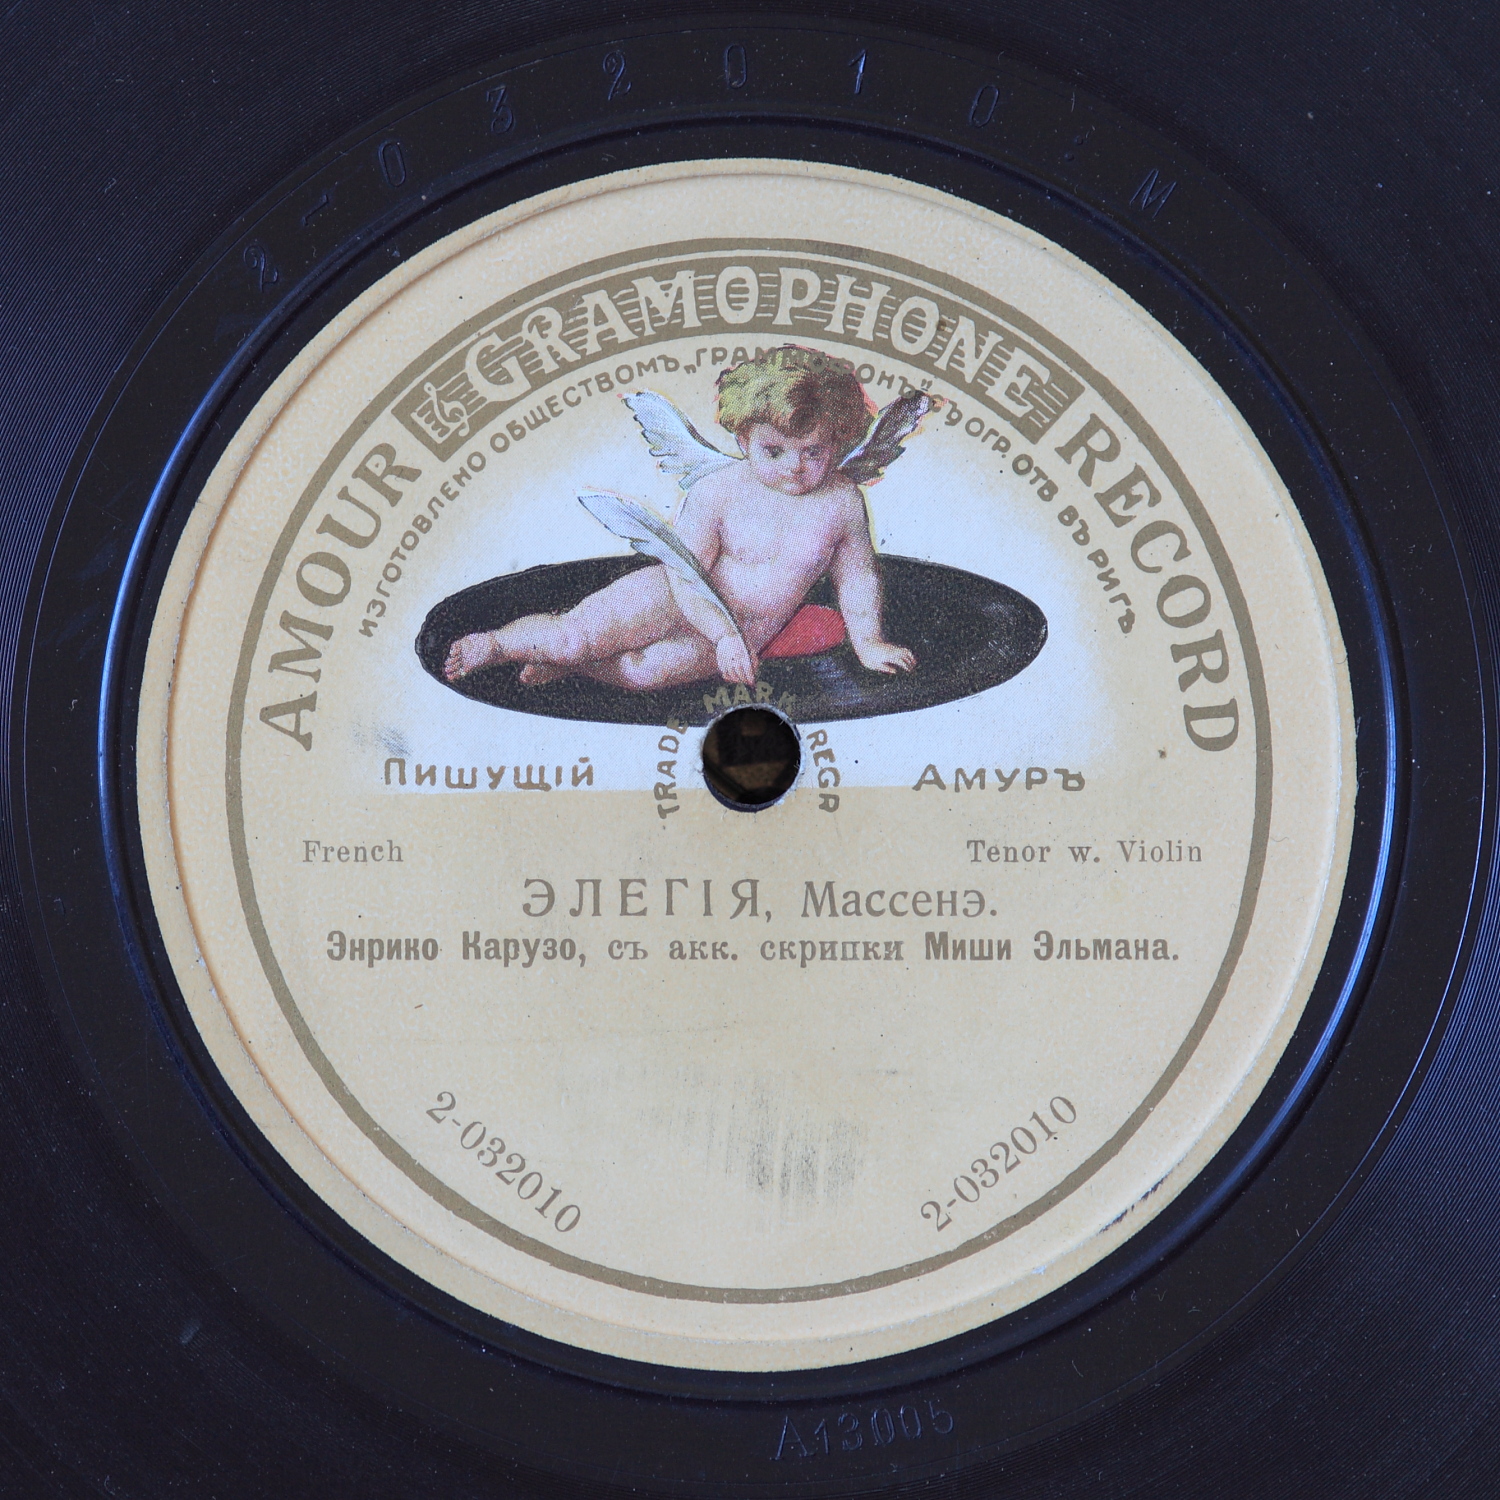 2-032010:M
AMOUR GRAMOPHONE RECORD
ИЗГОТОВЛЕНО ОБЩЕСТВОМЪ „ГРАММОФОНЪ" СЪ ОГР. ОТВ ВЪ РИГѢ
TRADE MARK REGR
ПИШУЩІЙ АМУРЪ
French Tenor w. Violin
ЭЛЕГІЯ, Массенэ.
Энрико Карузо, съ акк. скрипки Миши Эльмана.
2-032010 2-032010
A13005